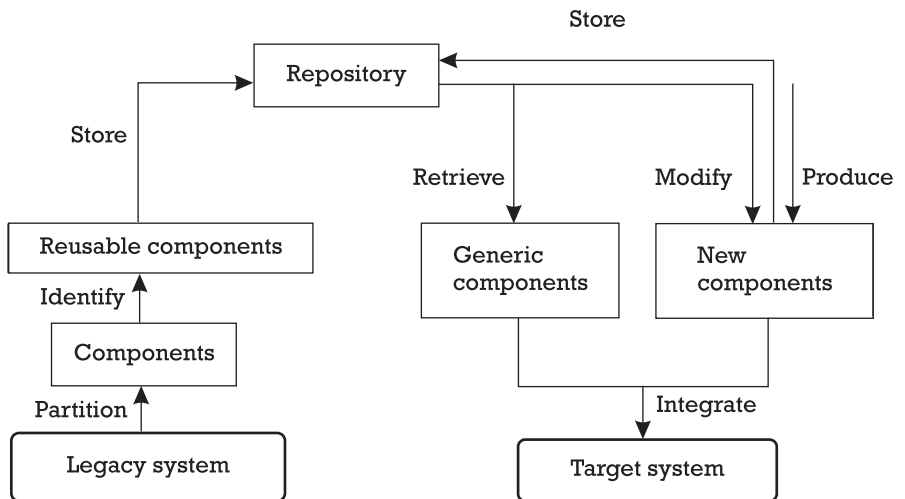 Store
Repository
Store
Retrieve
Modify
Produce
Reusable components
Generic
components
New
components
Identify
Components
Partition
Integrate
Legacy system
Target system